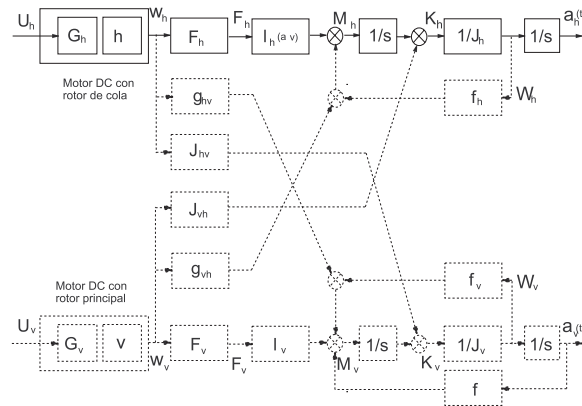 U_h
G_h
h
w_h
F_h
F_h
l_h (a v)
M_h
1/s
K_h
1/J_h
1/s
a_h(t
Motor DC con
rotor de cola
g_hv
f_h
W_h
J_hv
J_vh
g_vh
Motor DC con
rotor principal
f_v
W_v
U_v
G_v
v
w_v
F_v
F_v
l_v
M_v
1/s
K_v
1/J_v
1/s
a_v(t
f